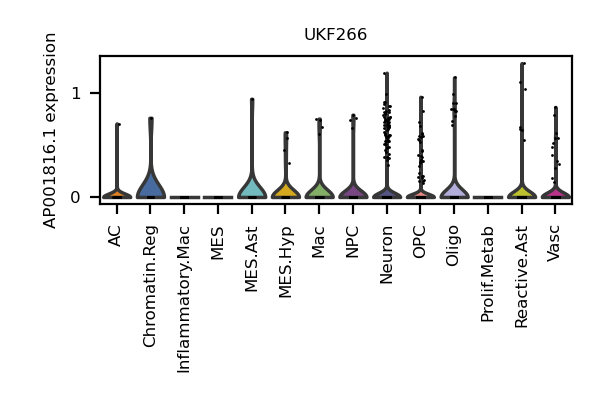 UKF266
AP001816.1 expression
1
0
AC
Chromatin.Reg
Inflammatory.Mac
MES
MES.Ast
MES.Hyp
Mac
NPC
Neuron
OPC
Oligo
Prolif.Metab
Reactive.Ast
Vasc